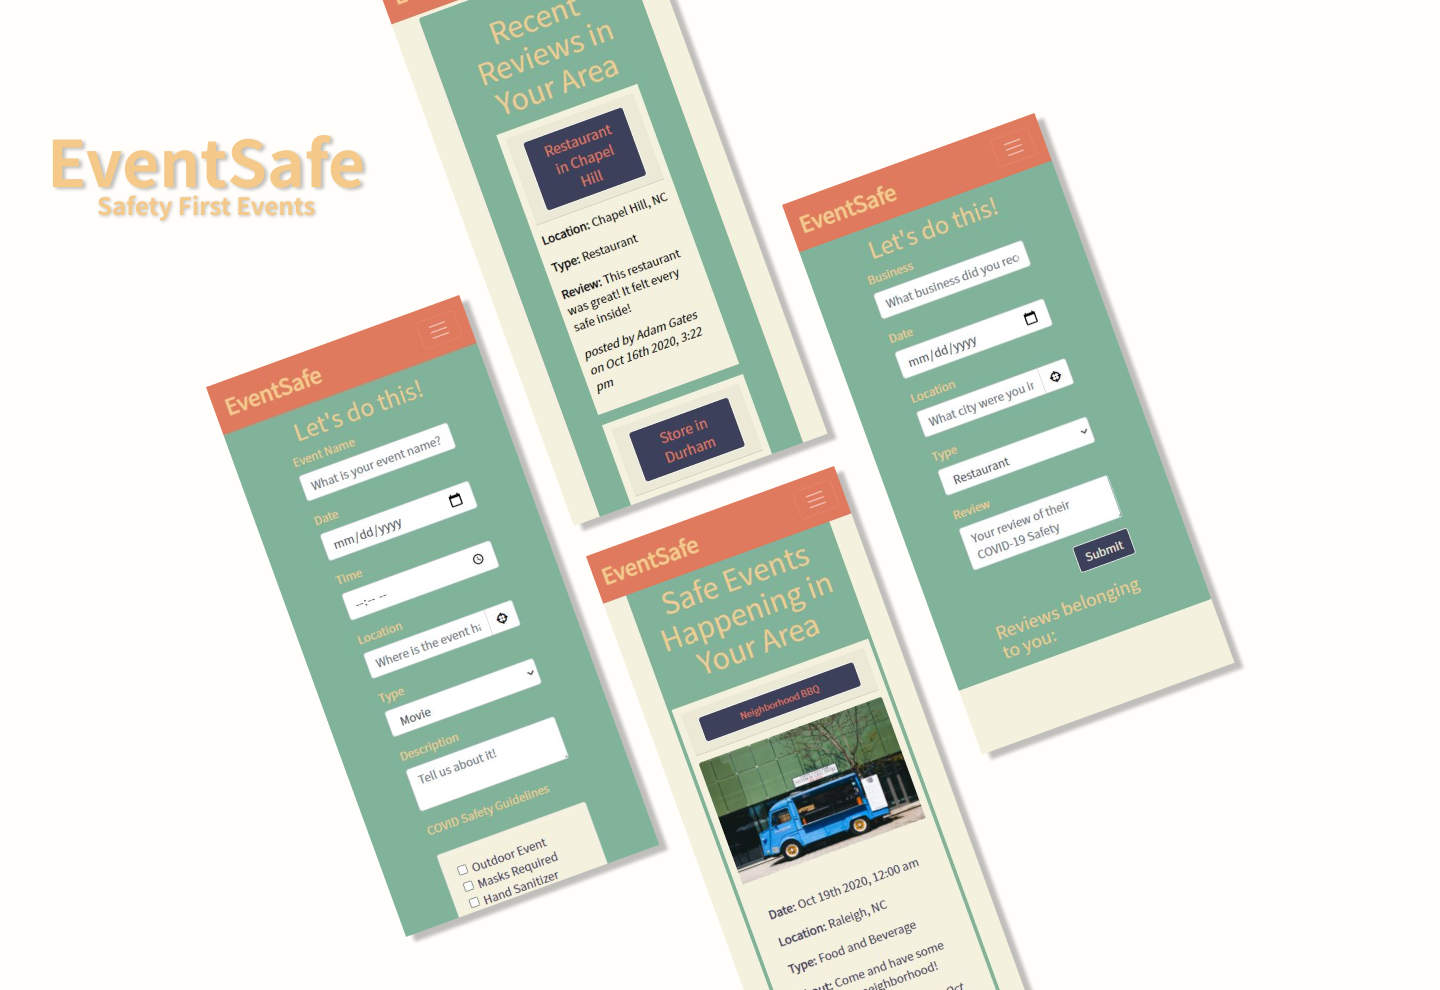 EventSafe
Safety First Events
Recent
Reviews in
Your Area
Restaurant
in Chapel
Hill
Location: Chapel Hill, NC
Type: Restaurant
Review: This restaurant
was great! It felt every
safe inside!
posted by Adam Gates
on Oct 16th 2020, 3:22
pm
Store in
Durham
EventSafe
Let's do this!
Business
What business did you rec
Date
mm/dd/yyyy
Location
What city were you ir
Type
Restaurant
Review
Your review of their
COVID-19 Safety
Submit
Reviews belonging
to you:
EventSafe
Let's do this!
Event Name
What is your event name?
Date
mm/dd/yyyy
Time
--:-- --
Location
Where is the event ha
Type
Movie
Description
Tell us about it!
COVID Safety Guidelines
Outdoor Event
Masks Required
Hand Sanitizer
EventSafe
Safe Events
Happening in
Your Area
Neighborhood BBQ
Date: Oct 19th 2020, 12:00 am
Location: Raleigh, NC
Type: Food and Beverage
Come and have some
Oct